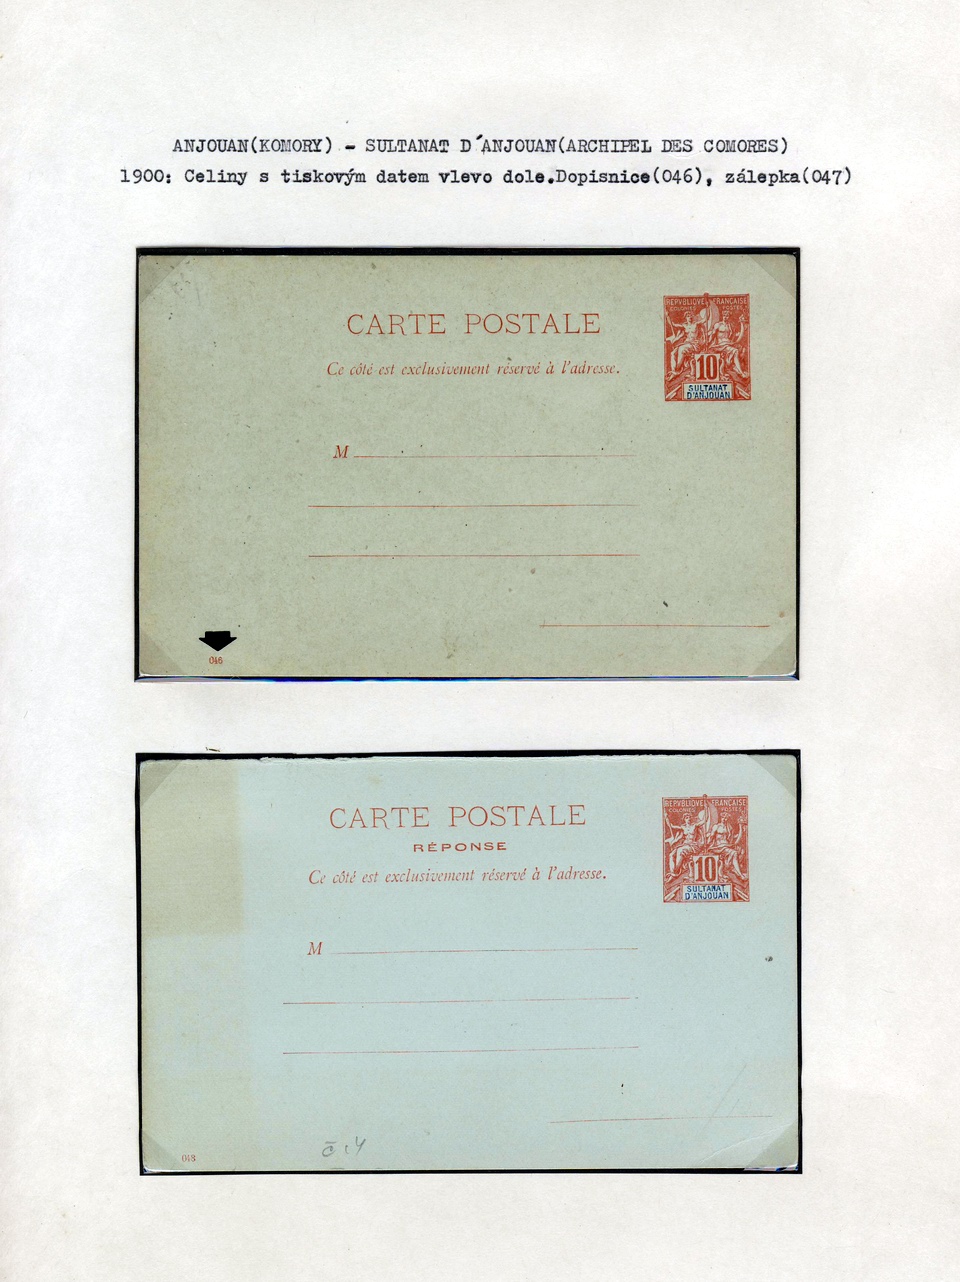 ANJOUAN(KOMORY) - SULTANAT D´ANJOUAN(ARCHIPEL DES COMORES)
1900: Celiny s tiskovým datem vlevo dole.Dopisnice(046), zálepka(047)
REPVBLIQVE FRANÇAISE
COLONIES POSTES
CARTE POSTALE
Ce côté est exclusivement réservé à l'adresse.
10
SULTANAT
D'ANJOUAN
M
046
REPVBLIQVE FRANÇAISE
COLONIES POSTES
CARTE POSTALE
RÉPONSE
Ce côté est exclusivement réservé à l'adresse.
10
SULTANAT
D'ANJOUAN
M
048